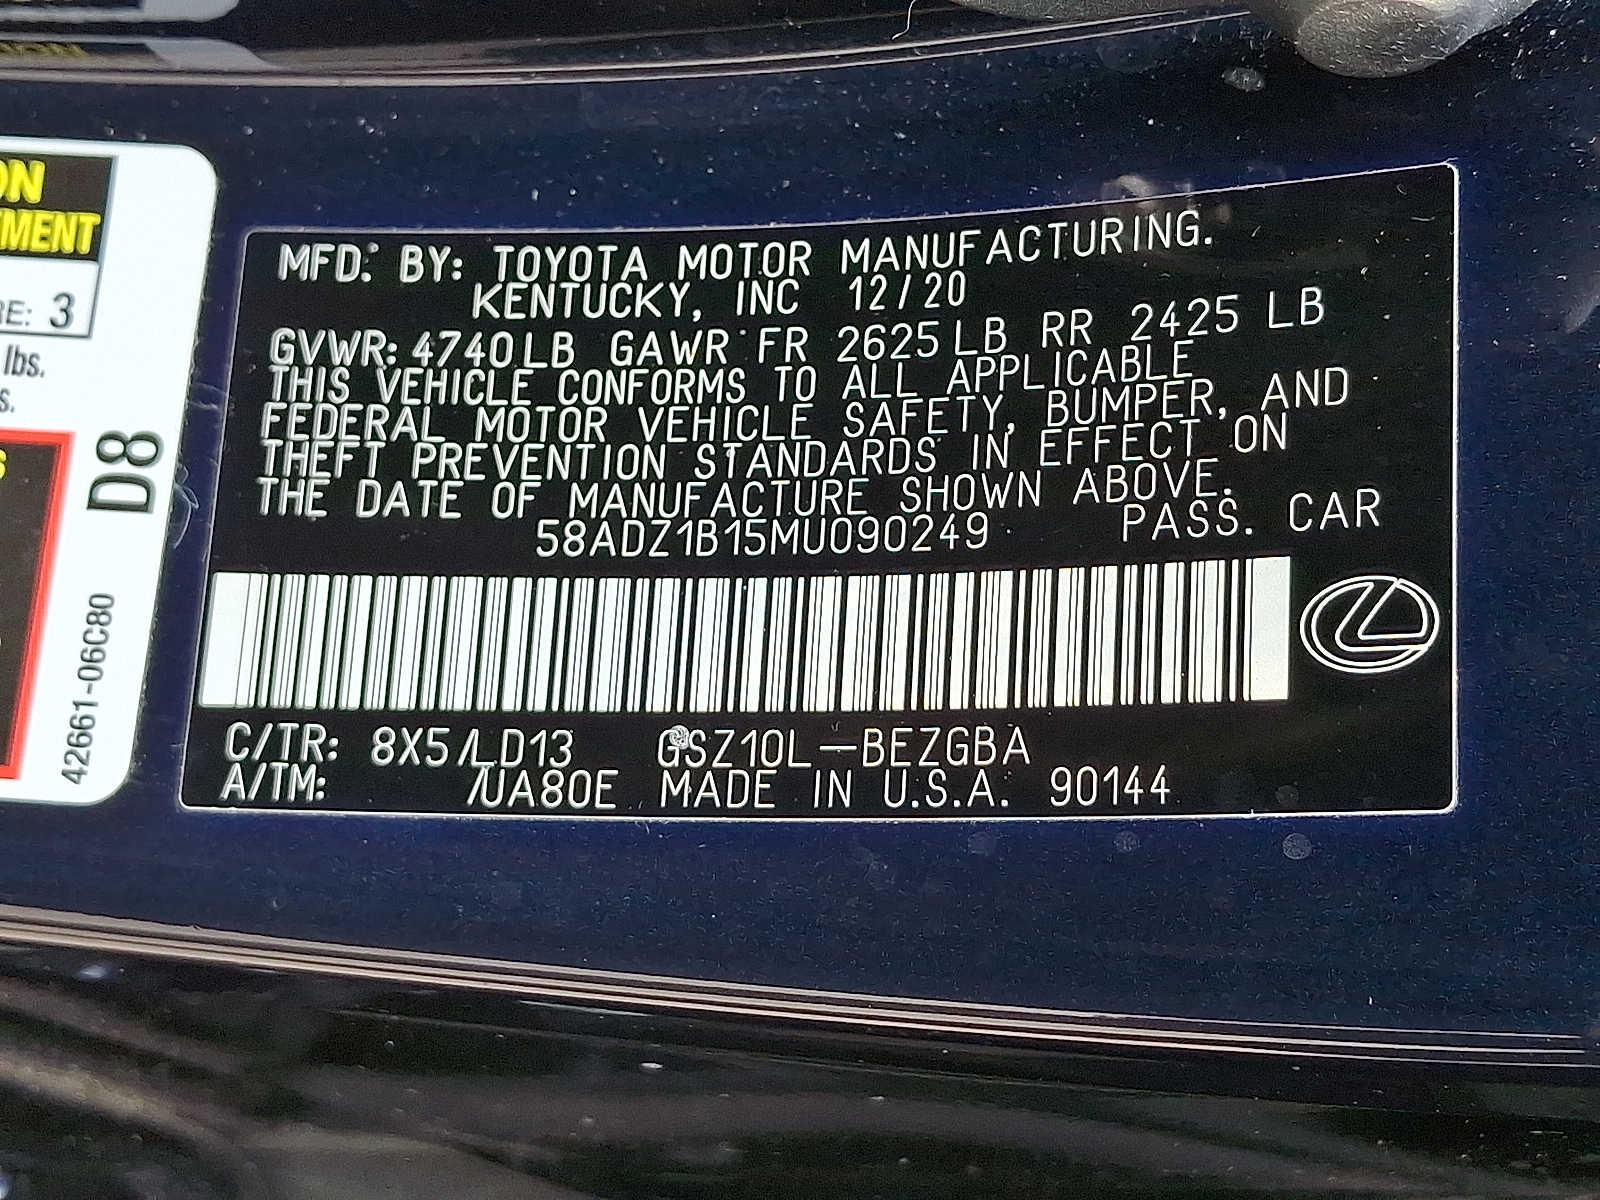 ON
TMENT
RE: 3
lbs.
s.
D8
42661-06C80
MFD. BY: TOYOTA MOTOR MANUFACTURING.
KENTUCKY, INC 12/20
GVWR: 4740LB GAWR FR 2625LB RR 2425 LB
THIS VEHICLE CONFORMS TO ALL APPLICABLE
FEDERAL MOTOR VEHICLE SAFETY, BUMPER, AND
THEFT PREVENTION STANDARDS IN EFFECT ON
THE DATE OF MANUFACTURE SHOWN ABOVE.
58ADZ1B15MU090249 PASS. CAR
C/TR: 8X5/LD13 GSZ10L-BEZGBA
A/TM: /UA80E MADE IN U.S.A. 90144